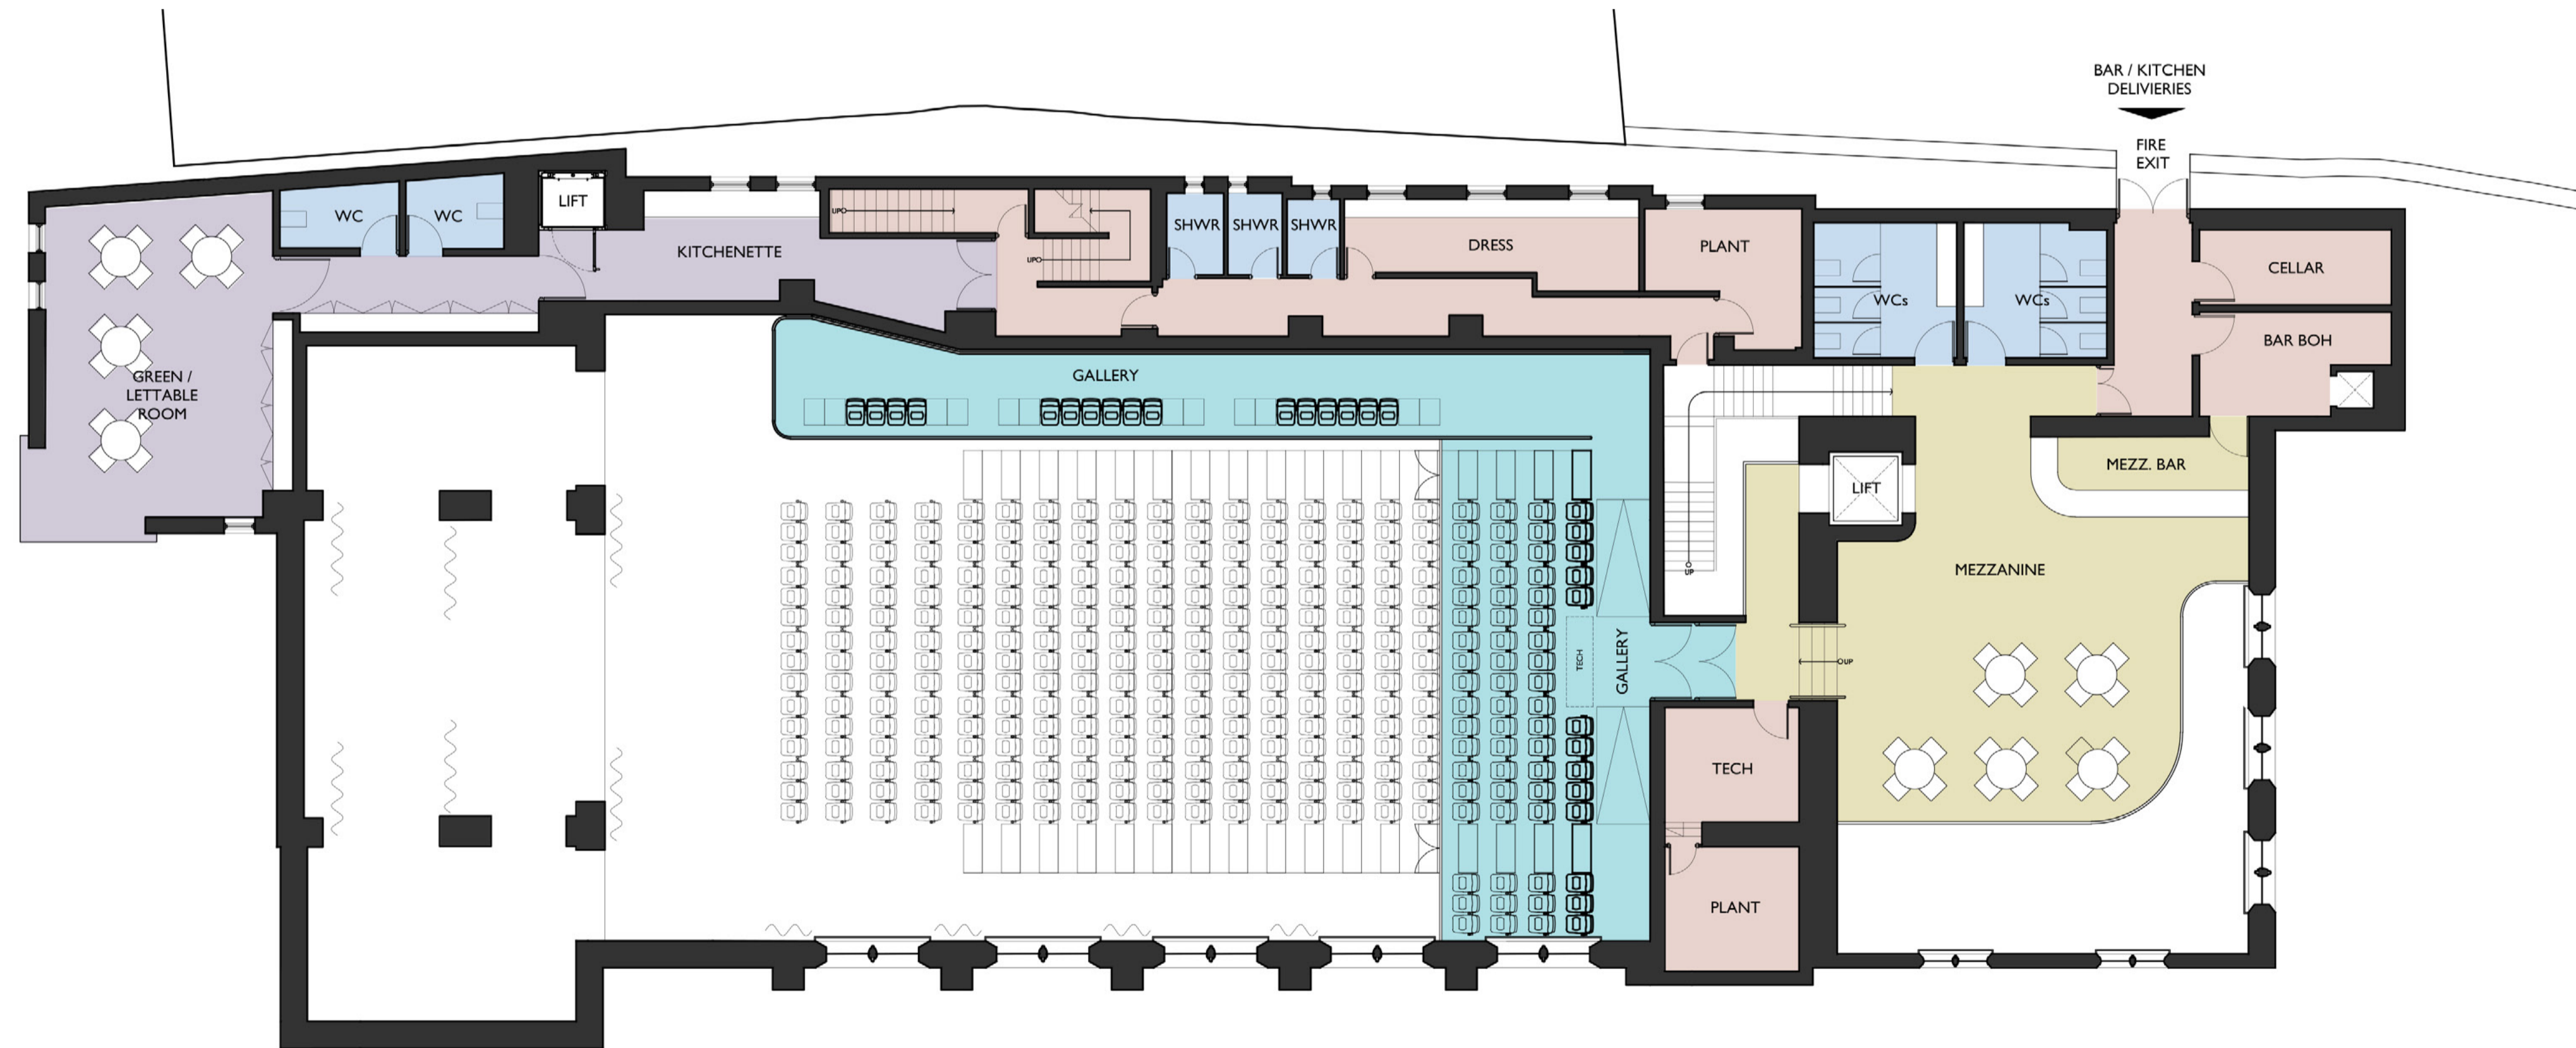 BAR / KITCHEN
DELIVIERIES
FIRE
EXIT
WC
WC
LIFT
KITCHENETTE
UP
UP
SHWR
SHWR
SHWR
DRESS
PLANT
WCs
WCs
CELLAR
BAR BOH
GREEN /
LETTABLE
ROOM
GALLERY
MEZZ. BAR
LIFT
UP
MEZZANINE
TECH
GALLERY
UP
TECH
PLANT